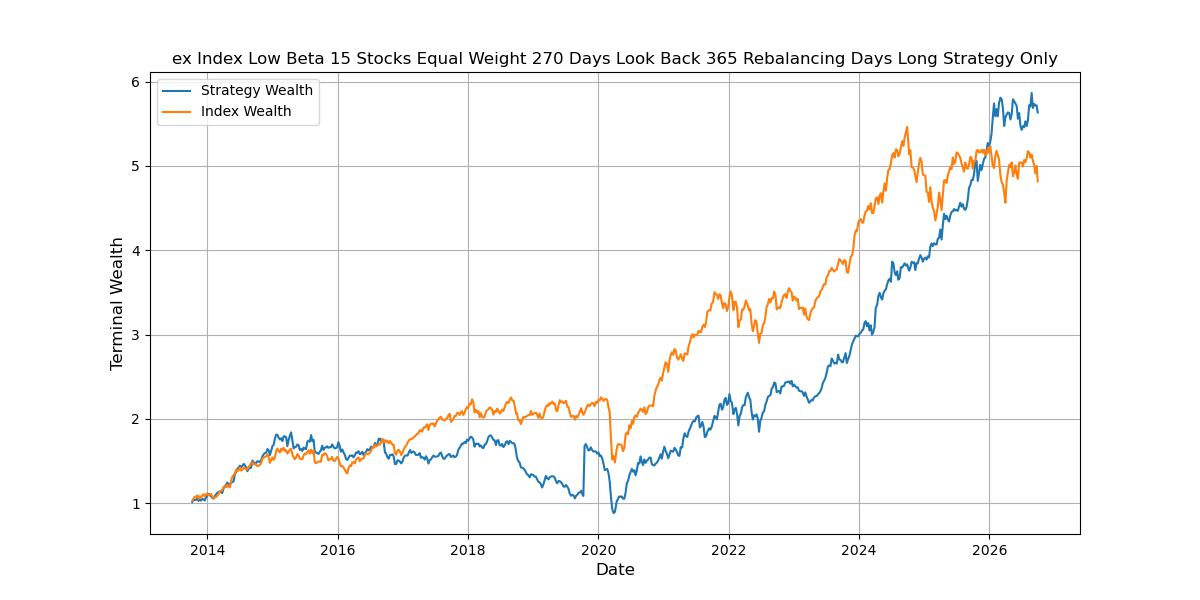 ex Index Low Beta 15 Stocks Equal Weight 270 Days Look Back 365 Rebalancing Days Long Strategy Only
Strategy Wealth
Index Wealth
Terminal Wealth
6
5
4
3
2
1
2014 2016 2018 2020 2022 2024 2026
Date